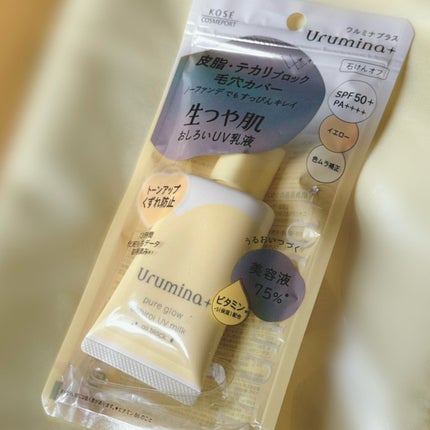 KOSÉ
COSMEPORT
ウルミナプラス
Urumina+
石けんオフ
皮脂・テカリブロック
毛穴カバー
ノーファンデでもすっぴんキレイ
SPF50+
PA++++
生つや肌
おしろいUV乳液
イエロー
色ムラ補正
トーンアップ
くずれ防止
うるおいつづく
美容液
75%*
ビタミン
Urumina+
pure glow
UV milk